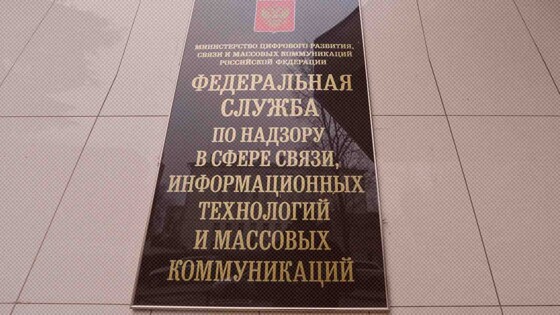 МИНИСТЕРСТВО ЦИФРОВОГО РАЗВИТИЯ,
СВЯЗИ И МАССОВЫХ КОММУНИКАЦИЙ
РОССИЙСКОЙ ФЕДЕРАЦИИ
ФЕДЕРАЛЬНАЯ
СЛУЖБА
ПО НАДЗОРУ
В СФЕРЕ СВЯЗИ,
ИНФОРМАЦИОННЫХ
ТЕХНОЛОГИЙ
И МАССОВЫХ
КОММУНИКАЦИЙ